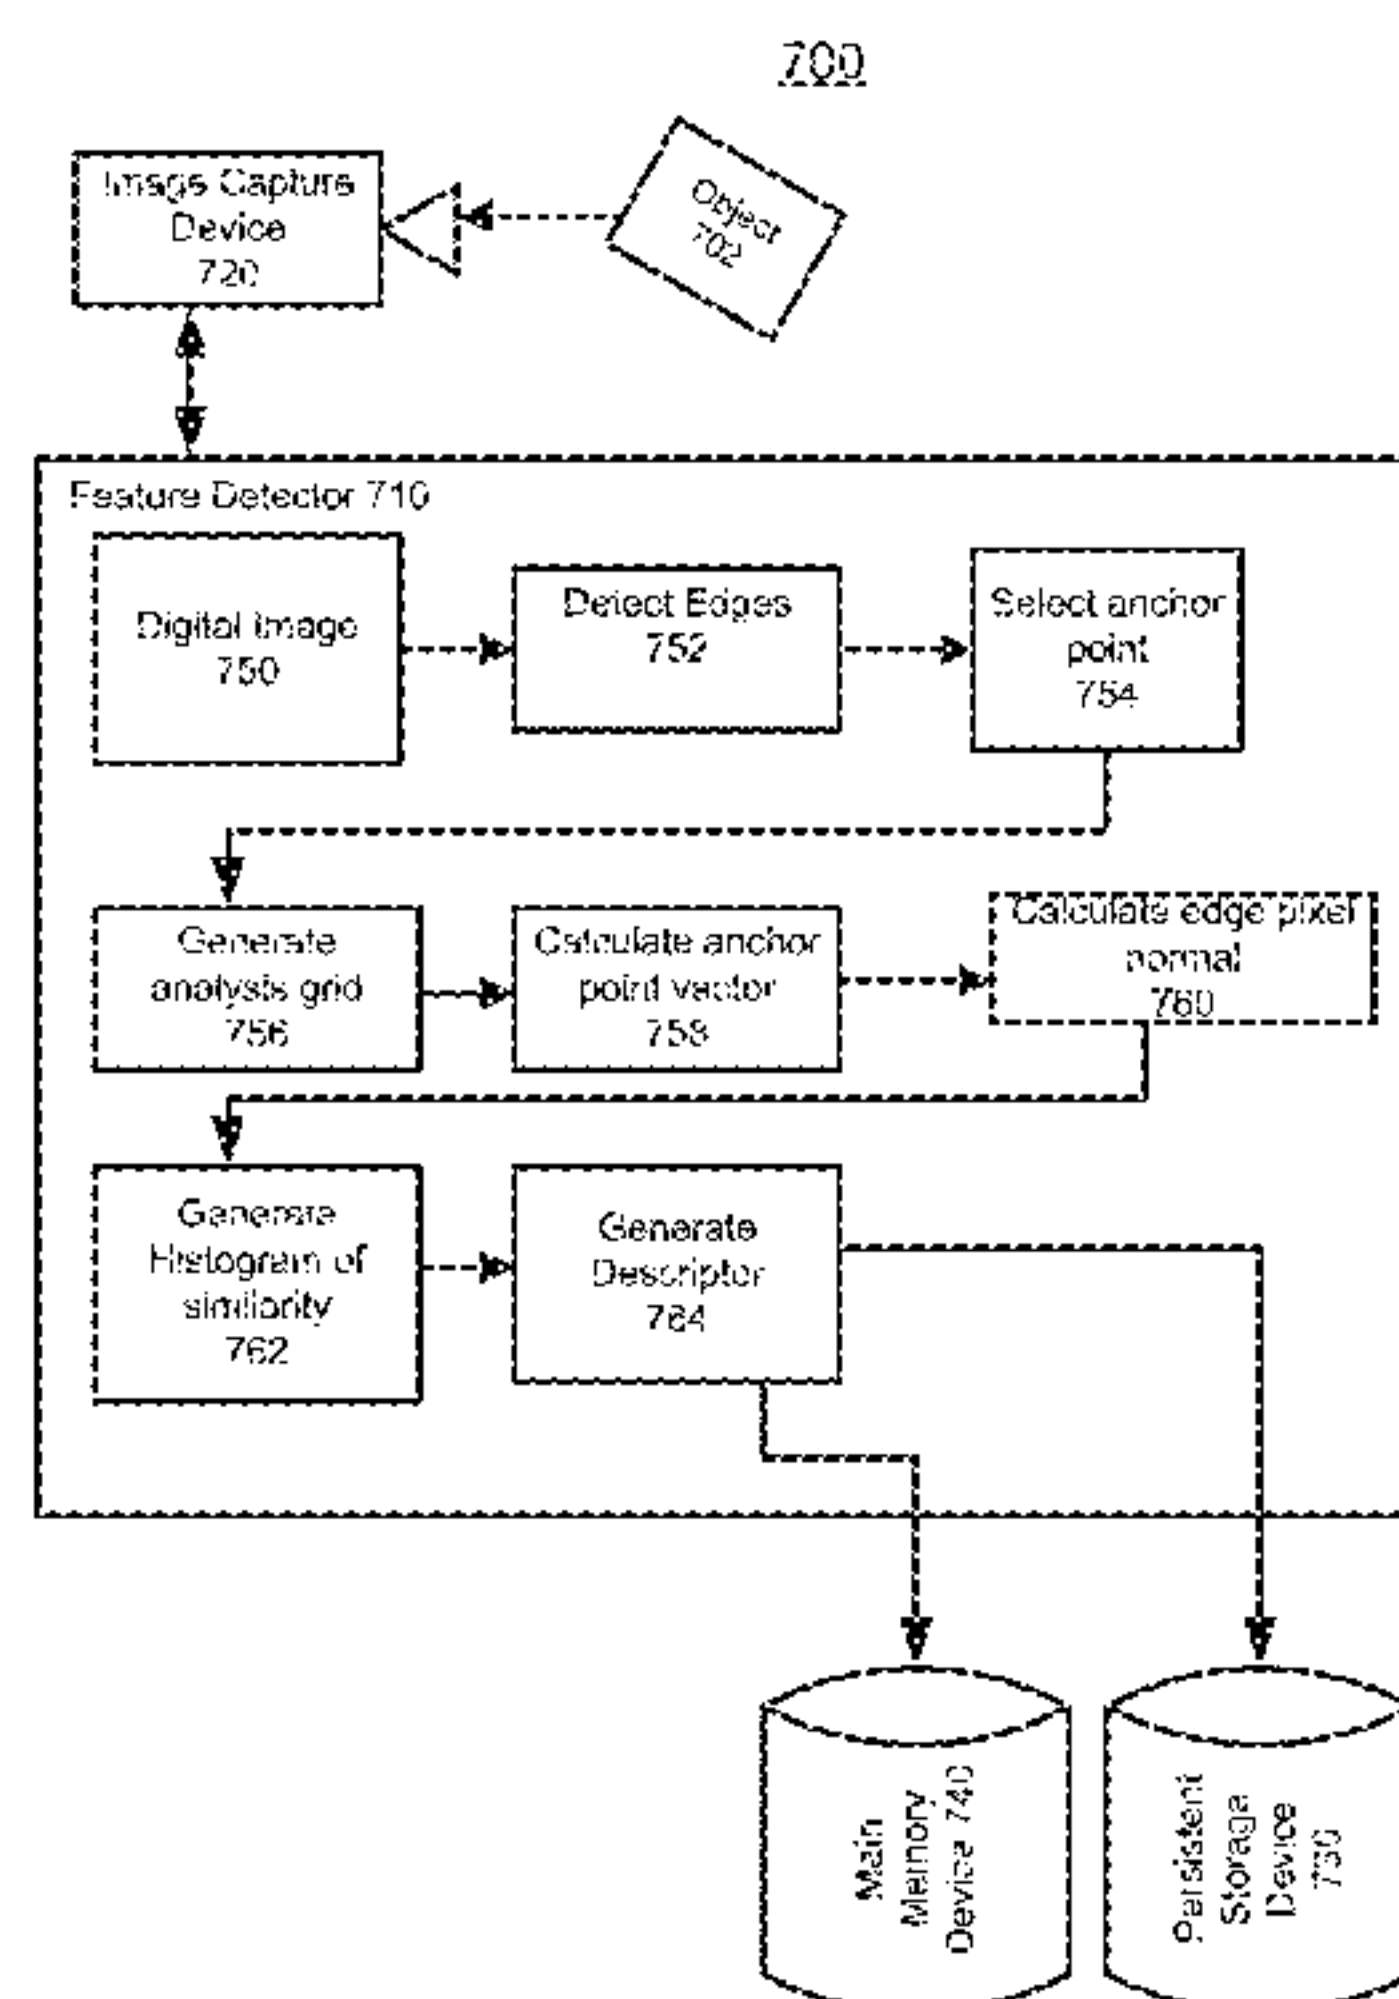 700
Image Capture
Device
720
Object
702
Feature Detector 710
Digital Image
750
Detect Edges
752
Select anchor
point
754
Generate
analysis grid
756
Calculate anchor
point vector
758
Calculate edge pixel
normal
760
Generate
Histogram of
similarity
762
Generate
Descriptor
764
Main
Memory
Device 740
Persistent
Storage
Device
730